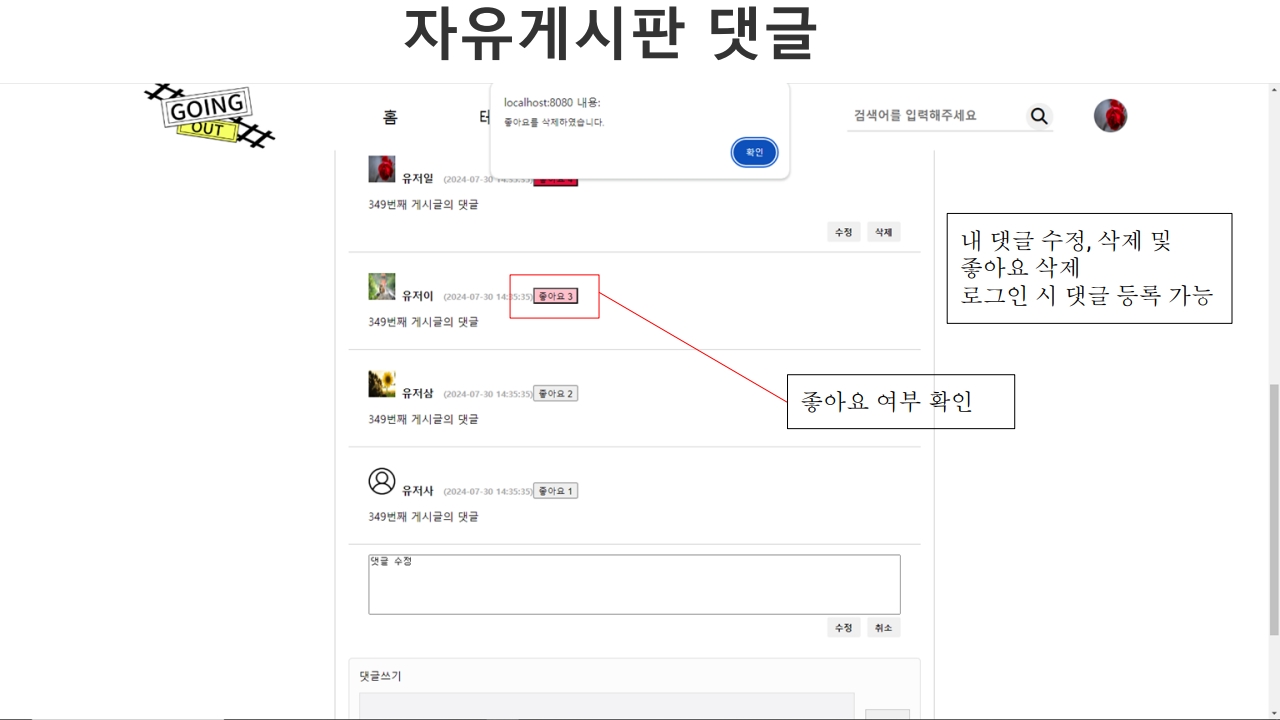 자유게시판 댓글
GOING
OUT
홈
localhost:8080 내용:
좋아요를 삭제하였습니다.
확인
검색어를 입력해주세요
유저일 (2024-07-30 14:35:35)
349번째 게시글의 댓글
수정 삭제
내 댓글 수정, 삭제 및
좋아요 삭제
로그인 시 댓글 등록 가능
유저이 (2024-07-30 14:35:35) 좋아요 3
349번째 게시글의 댓글
좋아요 여부 확인
유저삼 (2024-07-30 14:35:35) 좋아요 2
349번째 게시글의 댓글
유저사 (2024-07-30 14:35:35) 좋아요 1
349번째 게시글의 댓글
댓글 수정
수정 취소
댓글쓰기